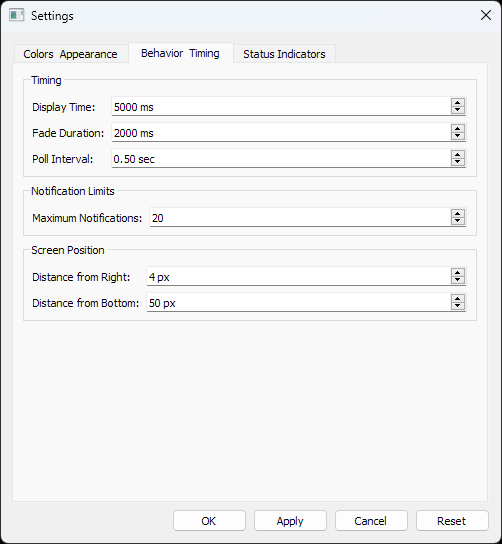 Settings
Colors Appearance
Behavior Timing
Status Indicators
Timing
Display Time: 5000 ms
Fade Duration: 2000 ms
Poll Interval: 0.50 sec
Notification Limits
Maximum Notifications: 20
Screen Position
Distance from Right: 4 px
Distance from Bottom: 50 px
OK Apply Cancel Reset